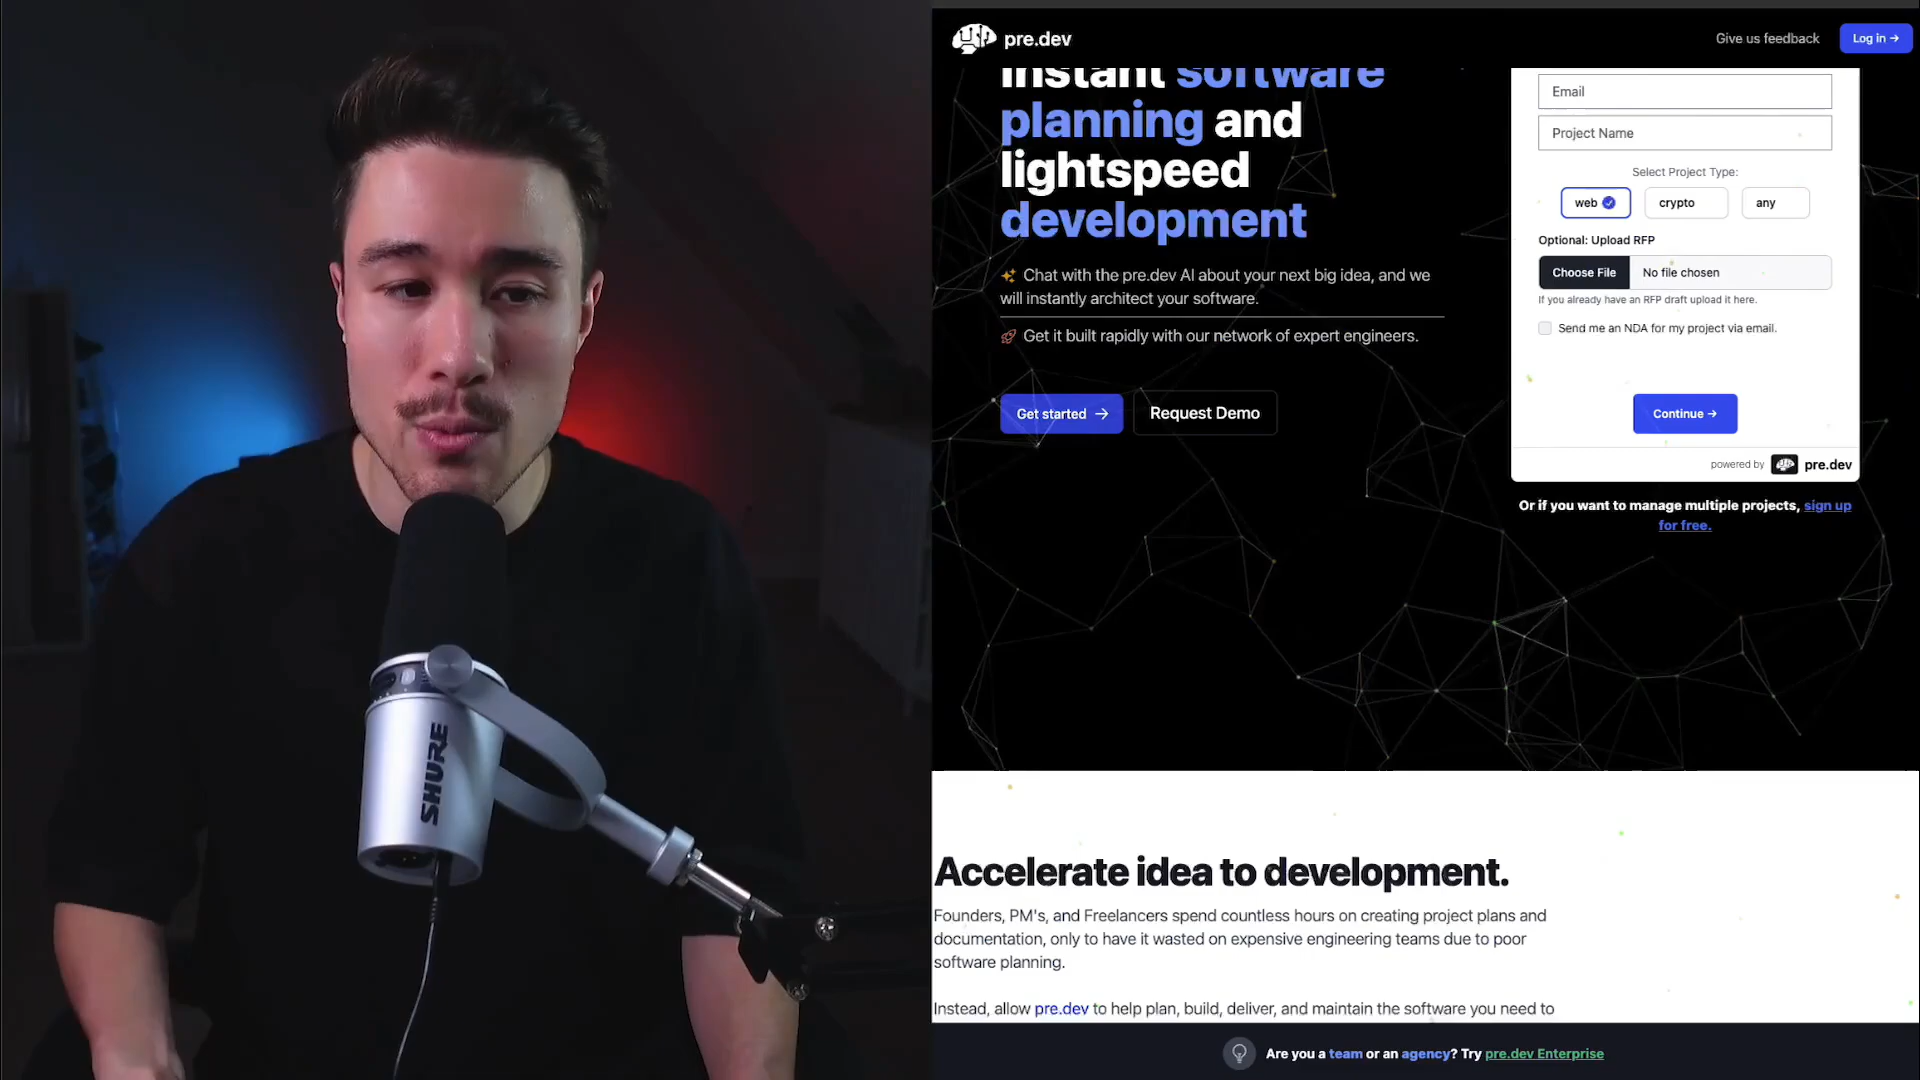 pre.dev
Give us feedback
Log in →
Instant software
planning and
lightspeed
development
Chat with the pre.dev AI about your next big idea, and we
will instantly architect your software.
Get it built rapidly with our network of expert engineers.
Get started →
Request Demo
Email
Project Name
Select Project Type:
web
crypto
any
Optional: Upload RFP
Choose File
No file chosen
If you already have an RFP draft upload it here.
Send me an NDA for my project via email.
Continue →
powered by pre.dev
Or if you want to manage multiple projects, sign up
for free.
SHURE
Accelerate idea to development.
Founders, PM's, and Freelancers spend countless hours on creating project plans and
documentation, only to have it wasted on expensive engineering teams due to poor
software planning.
Instead, allow pre.dev to help plan, build, deliver, and maintain the software you need to
Are you a team or an agency? Try pre.dev Enterprise